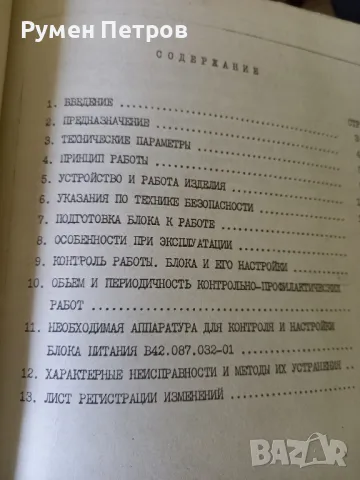 Румен Петров
СОДЕРЖАНИЕ
СТР
1. ВВЕДЕНИЕ
2. ПРЕДНАЗНАЧЕНИЕ
3. ТЕХНИЧЕСКИЕ ПАРАМЕТРЫ
4. ПРИНЦИП РАБОТЫ
5. УСТРОЙСТВО И РАБОТА ИЗДЕЛИЯ
6. УКАЗАНИЯ ПО ТЕХНИКЕ БЕЗОПАСНОСТИ
7. ПОДГОТОВКА БЛОКА К РАБОТЕ
8. ОСОБЕННОСТИ ПРИ ЭКСПЛУАТАЦИИ
9. КОНТРОЛЬ РАБОТЫ. БЛОКА И ЕГО НАСТРОЙКИ
10. ОБЪЕМ И ПЕРИОДИЧНОСТЬ КОНТРОЛЬНО-ПРОФИЛАКТИЧЕСКИХ
РАБОТ
11. НЕОБХОДИМАЯ АППАРАТУРА ДЛЯ КОНТРОЛЯ И НАСТРОЙКИ
БЛОКА ПИТАНИЯ В42.087.032-01
12. ХАРАКТЕРНЫЕ НЕИСПРАВНОСТИ И МЕТОДЫ ИХ УСТРАНЕНИЯ
13. ЛИСТ РЕГИСТРАЦИИ ИЗМЕНЕНИЙ
BAZAR